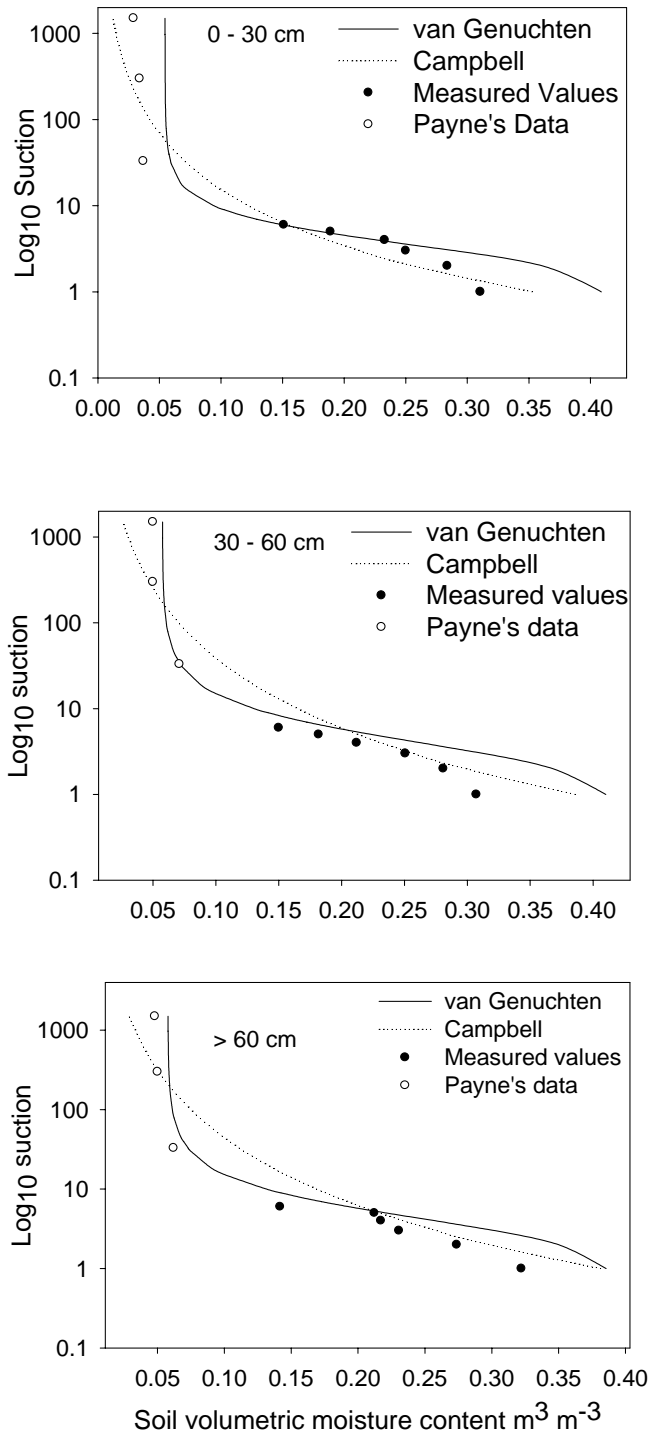 1000
100
10
1
0.1
Log10 Suction
0 - 30 cm
van Genuchten
Campbell
Measured Values
Payne's Data
0.00 0.05 0.10 0.15 0.20 0.25 0.30 0.35 0.40
1000
100
10
1
0.1
Log10 suction
30 - 60 cm
van Genuchten
Campbell
Measured values
Payne's data
0.05 0.10 0.15 0.20 0.25 0.30 0.35 0.40
1000
100
10
1
0.1
Log10 suction
> 60 cm
van Genuchten
Campbell
Measured values
Payne's data
0.05 0.10 0.15 0.20 0.25 0.30 0.35 0.40
Soil volumetric moisture content m³ m⁻³